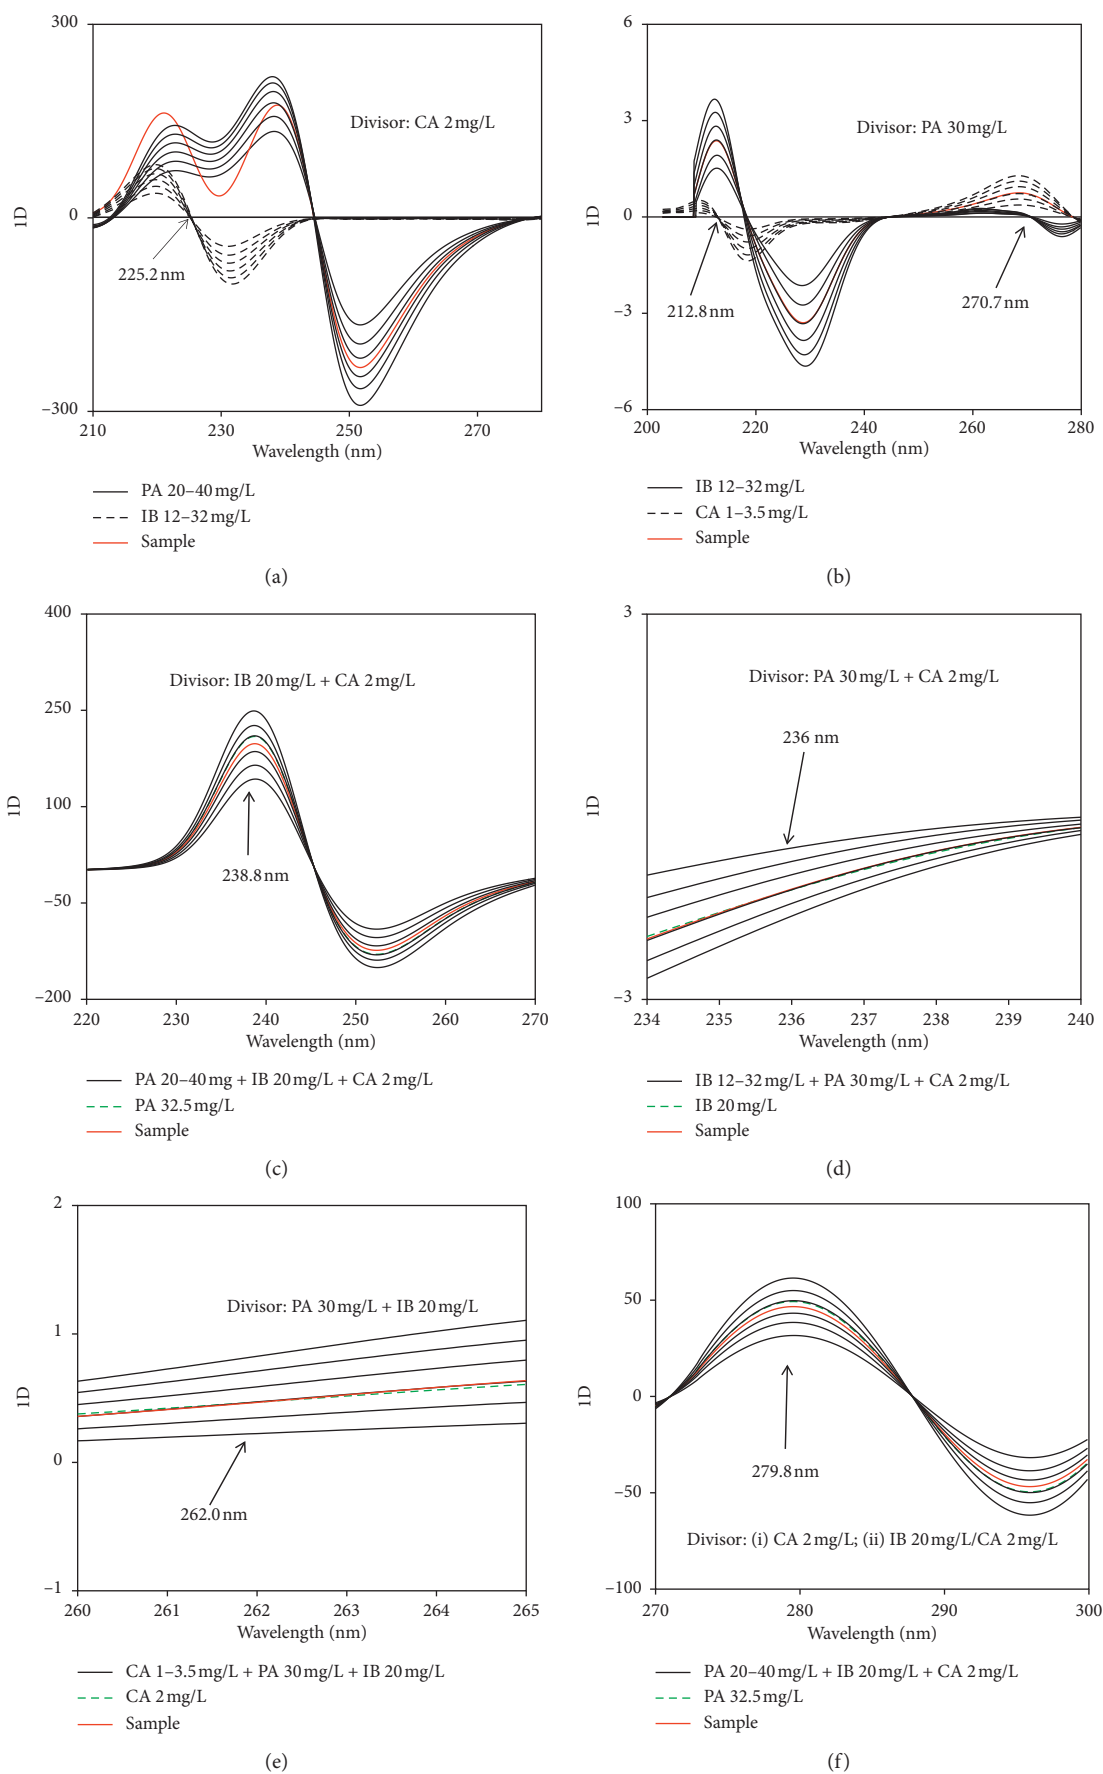 300
150
0
–300
1D
Divisor: CA 2 mg/L
225.2 nm
210
230
250
270
Wavelength (nm)
PA 20–40 mg/L
IB 12–32 mg/L
Sample
(a)
6
3
0
–3
–6
1D
Divisor: PA 30 mg/L
212.8 nm
270.7 nm
200
220
240
260
280
Wavelength (nm)
IB 12–32 mg/L
CA 1–3.5 mg/L
Sample
(b)
400
250
100
–50
–200
1D
Divisor: IB 20 mg/L + CA 2 mg/L
238.8 nm
220
230
240
250
260
270
Wavelength (nm)
PA 20–40 mg + IB 20 mg/L + CA 2 mg/L
PA 32.5 mg/L
Sample
(c)
3
–3
1D
Divisor: PA 30 mg/L + CA 2 mg/L
236 nm
234
235
236
237
238
239
240
Wavelength (nm)
IB 12–32 mg/L + PA 30 mg/L + CA 2 mg/L
IB 20 mg/L
Sample
(d)
2
1
0
–1
1D
Divisor: PA 30 mg/L + IB 20 mg/L
262.0 nm
260
261
262
263
264
265
Wavelength (nm)
CA 1–3.5 mg/L + PA 30 mg/L + IB 20 mg/L
CA 2 mg/L
Sample
(e)
100
50
0
–50
–100
1D
279.8 nm
Divisor: (i) CA 2 mg/L; (ii) IB 20 mg/L/CA 2 mg/L
270
280
290
300
Wavelength (nm)
PA 20–40 mg/L + IB 20 mg/L + CA 2 mg/L
PA 32.5 mg/L
Sample
(f)